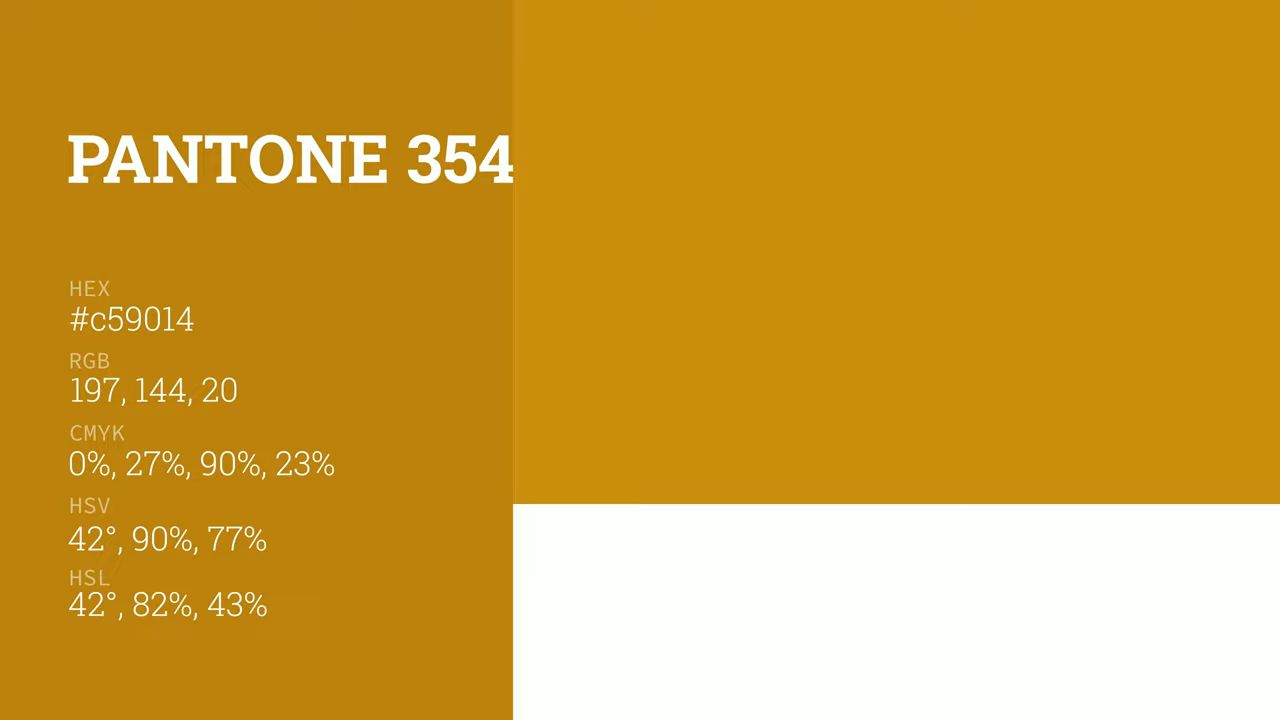 PANTONE 354
HEX
#c59014
RGB
197, 144, 20
CMYK
0%, 27%, 90%, 23%
HSV
42°, 90%, 77%
HSL
42°, 82%, 43%